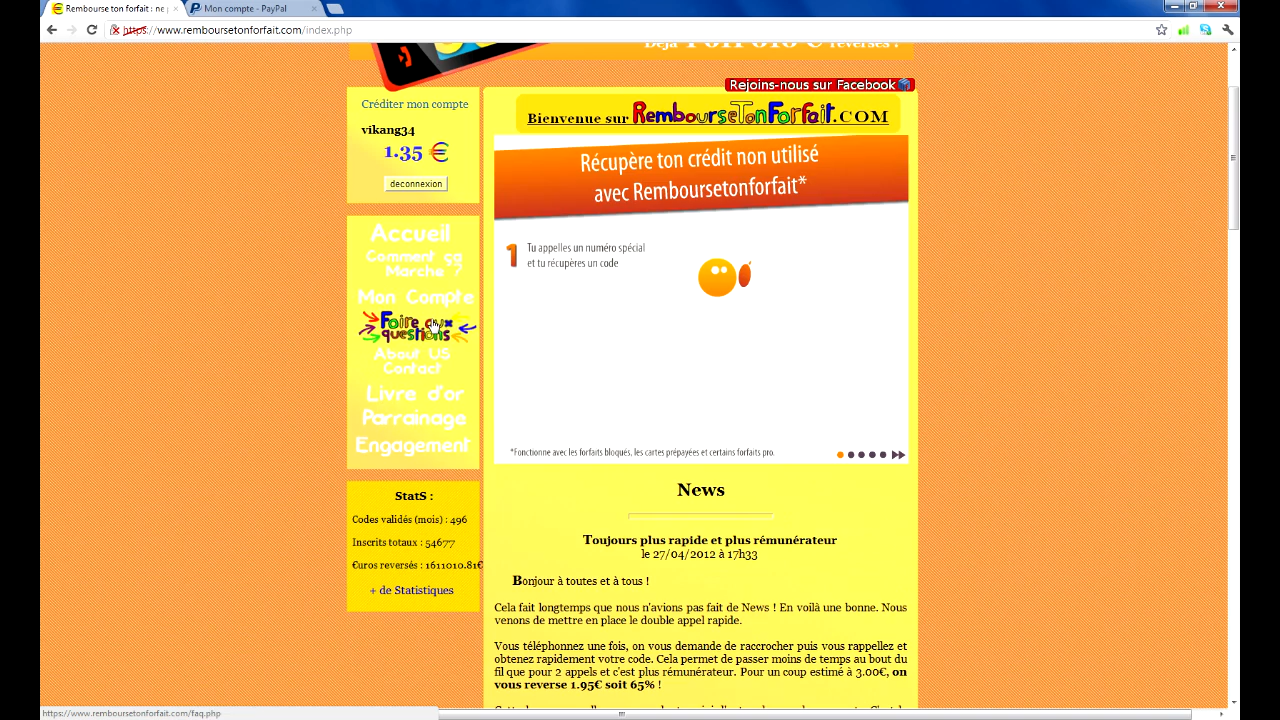 Rembourse ton forfait : ne p
Mon compte - PayPal
https://www.remboursetonforfait.com/index.php
Rejoins-nous sur Facebook
Créditer mon compte
vikang34
1.35 €
deconnexion
Accueil
Comment ça
Marche ?
Mon Compte
Foire aux
questions
About US
Contact
Livre d'or
Parrainage
Engagement
StatS :
Codes validés (mois) : 496
Inscrits totaux : 54677
€uros reversés : 1611010.81€
+ de Statistiques
Bienvenue sur RembourseTonForfait.COM
Récupère ton crédit non utilisé
avec Remboursetonforfait*
1 Tu appelles un numéro spécial
et tu récupères un code
*Fonctionne avec les forfaits bloqués, les cartes prépayées et certains forfaits pro.
News
Toujours plus rapide et plus rémunérateur
le 27/04/2012 à 17h33
Bonjour à toutes et à tous !
Cela fait longtemps que nous n'avions pas fait de News ! En voilà une bonne. Nous
venons de mettre en place le double appel rapide.
Vous téléphonnez une fois, on vous demande de raccrocher puis vous rappellez et
obtenez rapidement votre code. Cela permet de passer moins de temps au bout du
fil que pour 2 appels et c'est plus rémunérateur. Pour un coup estimé à 3.00€, on
vous reverse 1.95€ soit 65% !
https://www.remboursetonforfait.com/faq.php